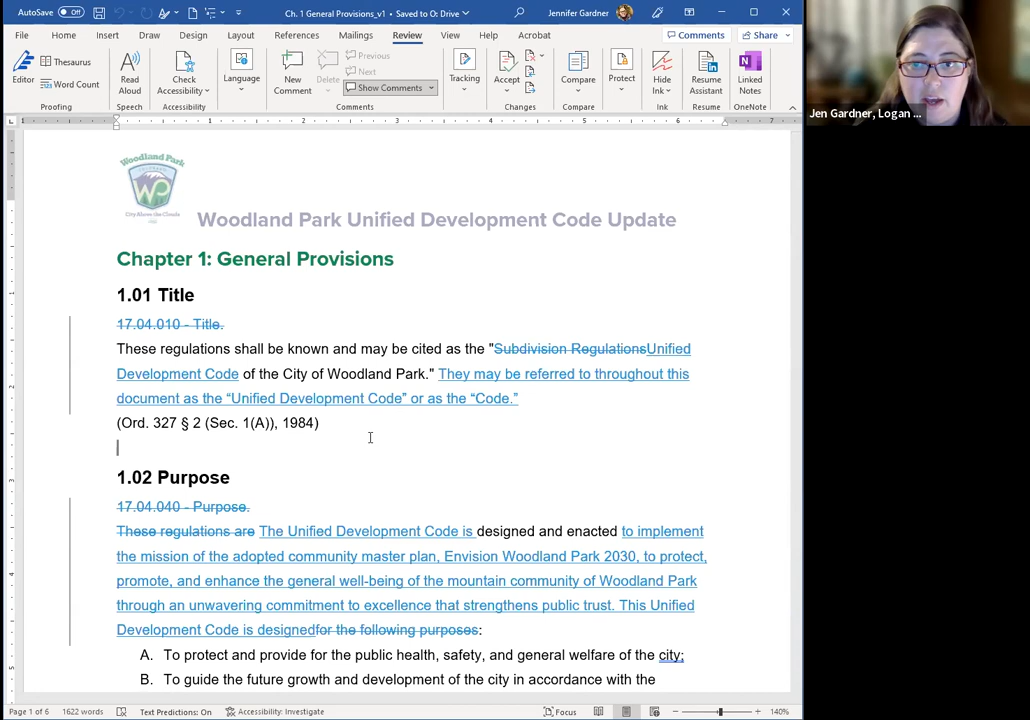 AutoSave Off Ch. 1 General Provisions_v1 • Saved to O: Drive Jennifer Gardner
File Home Insert Draw Design Layout References Mailings Review View Help Acrobat Comments Share
Editor Thesaurus Word Count Read Aloud Check Accessibility Language New Comment Delete Previous Next Show Comments Tracking Accept Compare Protect Hide Ink Resume Assistant Linked Notes
Proofing Speech Accessibility Comments Changes Compare Ink Resume OneNote
Jen Gardner, Logan ...
1 1 2 3 4 5 6 7
Woodland Park
WP
City Above the Clouds
Woodland Park Unified Development Code Update
Chapter 1: General Provisions
1.01 Title
17.04.010 - Title.
These regulations shall be known and may be cited as the "Subdivision RegulationsUnified
Development Code of the City of Woodland Park." They may be referred to throughout this
document as the “Unified Development Code” or as the “Code.”
(Ord. 327 § 2 (Sec. 1(A)), 1984)
1.02 Purpose
17.04.040 - Purpose.
These regulations are The Unified Development Code is designed and enacted to implement
the mission of the adopted community master plan, Envision Woodland Park 2030, to protect,
promote, and enhance the general well-being of the mountain community of Woodland Park
through an unwavering commitment to excellence that strengthens public trust. This Unified
Development Code is designedfor the following purposes:
A. To protect and provide for the public health, safety, and general welfare of the city;
B. To guide the future growth and development of the city in accordance with the
Page 1 of 6 1622 words Text Predictions: On Accessibility: Investigate Focus 140%